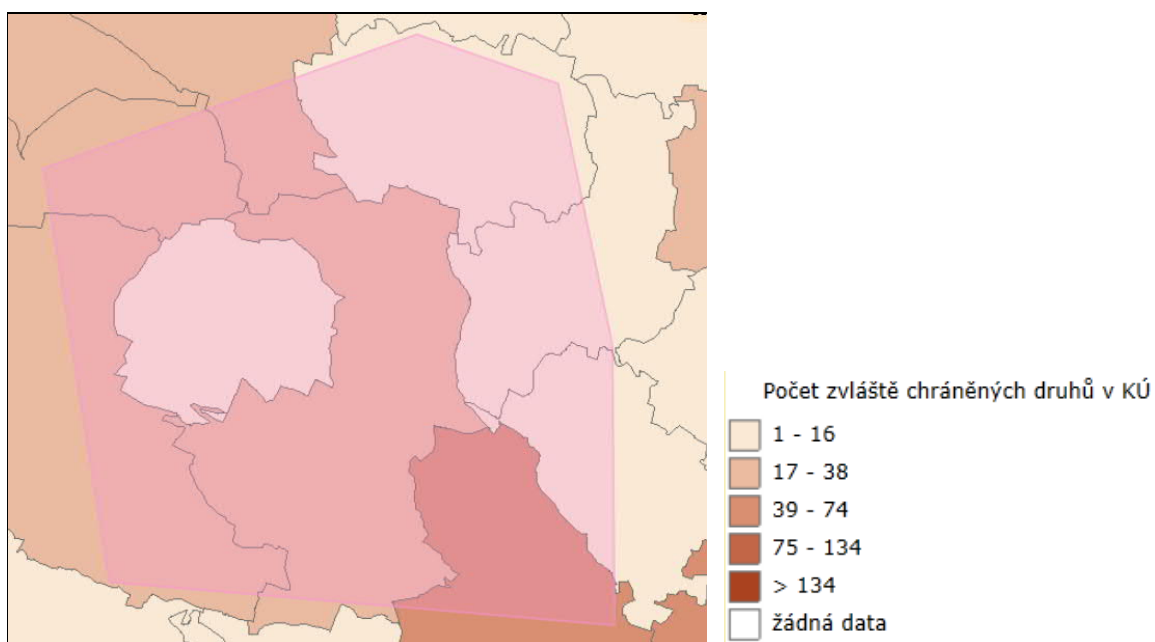 Počet zvláště chráněných druhů v KÚ
1 - 16
17 - 38
39 - 74
75 - 134
> 134
žádná data